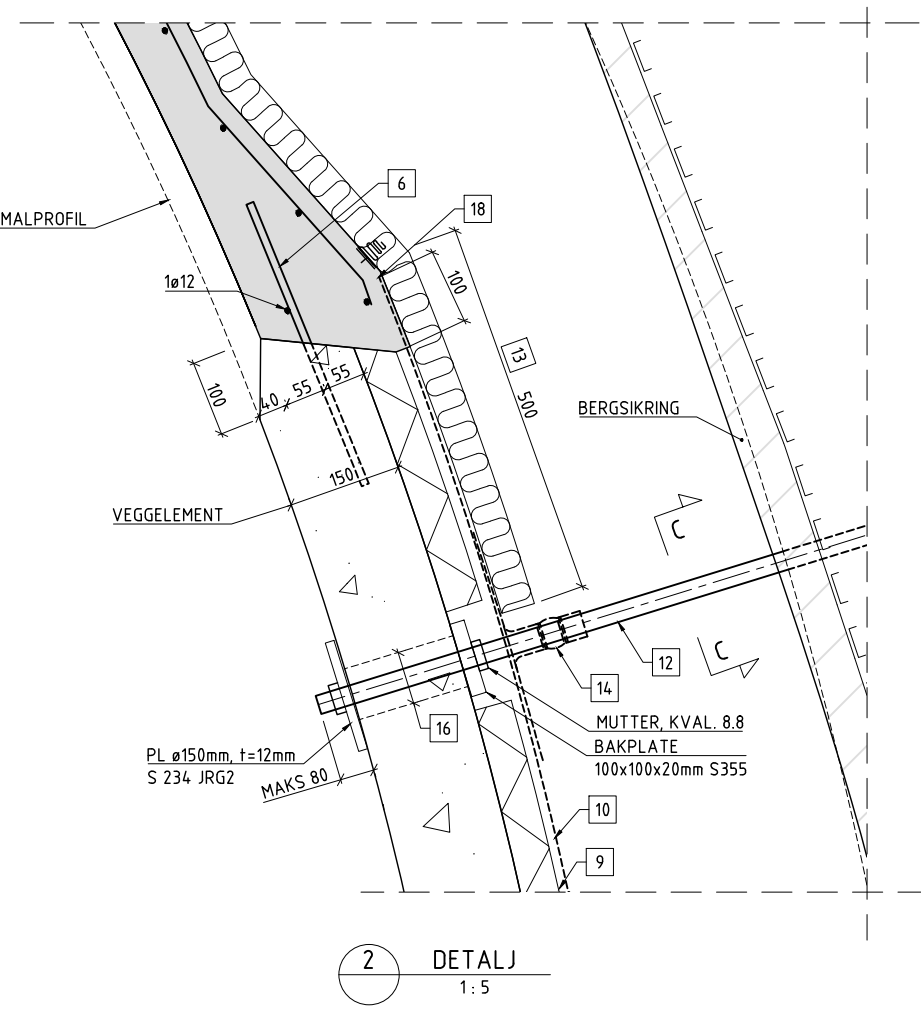 6
18
MALPROFIL
100
1ø12
13
500
100
40
55
55
BERGSIKRING
150
VEGGELEMENT
C
C
12
14
16
MUTTER, KVAL. 8.8
BAKPLATE
100x100x20mm S355
PL ø150mm, t=12mm
S 234 JRG2
MAKS 80
10
9
2
DETALJ
1:5